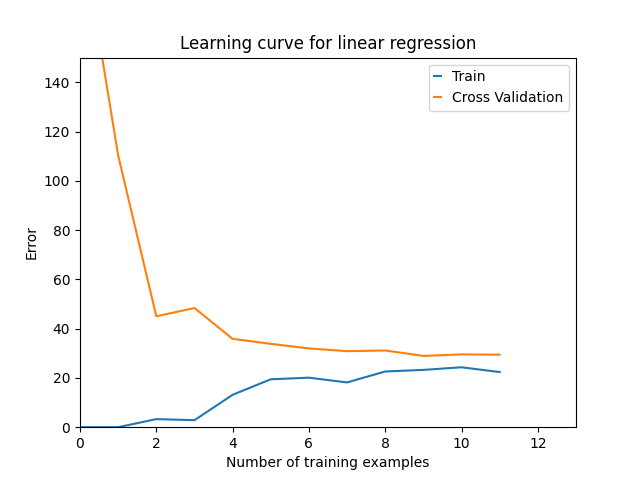 Learning curve for linear regression
Train
Cross Validation
140
120
100
80
60
40
20
0
Error
0 2 4 6 8 10 12
Number of training examples